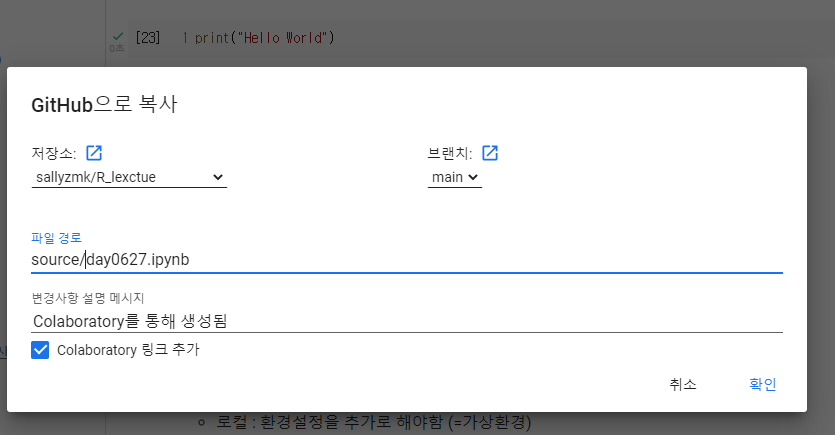 [23] 1 print("Hello World")
0초
GitHub으로 복사
저장소: 브랜치:
sallyzmk/R_lexctue main
파일 경로
source/day0627.ipynb
변경사항 설명 메시지
Colaboratory를 통해 생성됨
Colaboratory 링크 추가
취소 확인
로컬 : 환경설정을 추가로 해야함 (=가상환경)